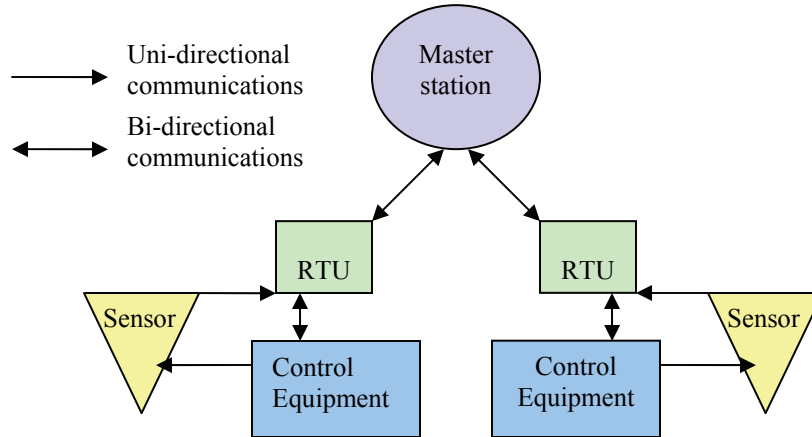 Uni-directional
communications
Bi-directional
communications
Master
station
RTU
RTU
Sensor
Sensor
Control
Equipment
Control
Equipment